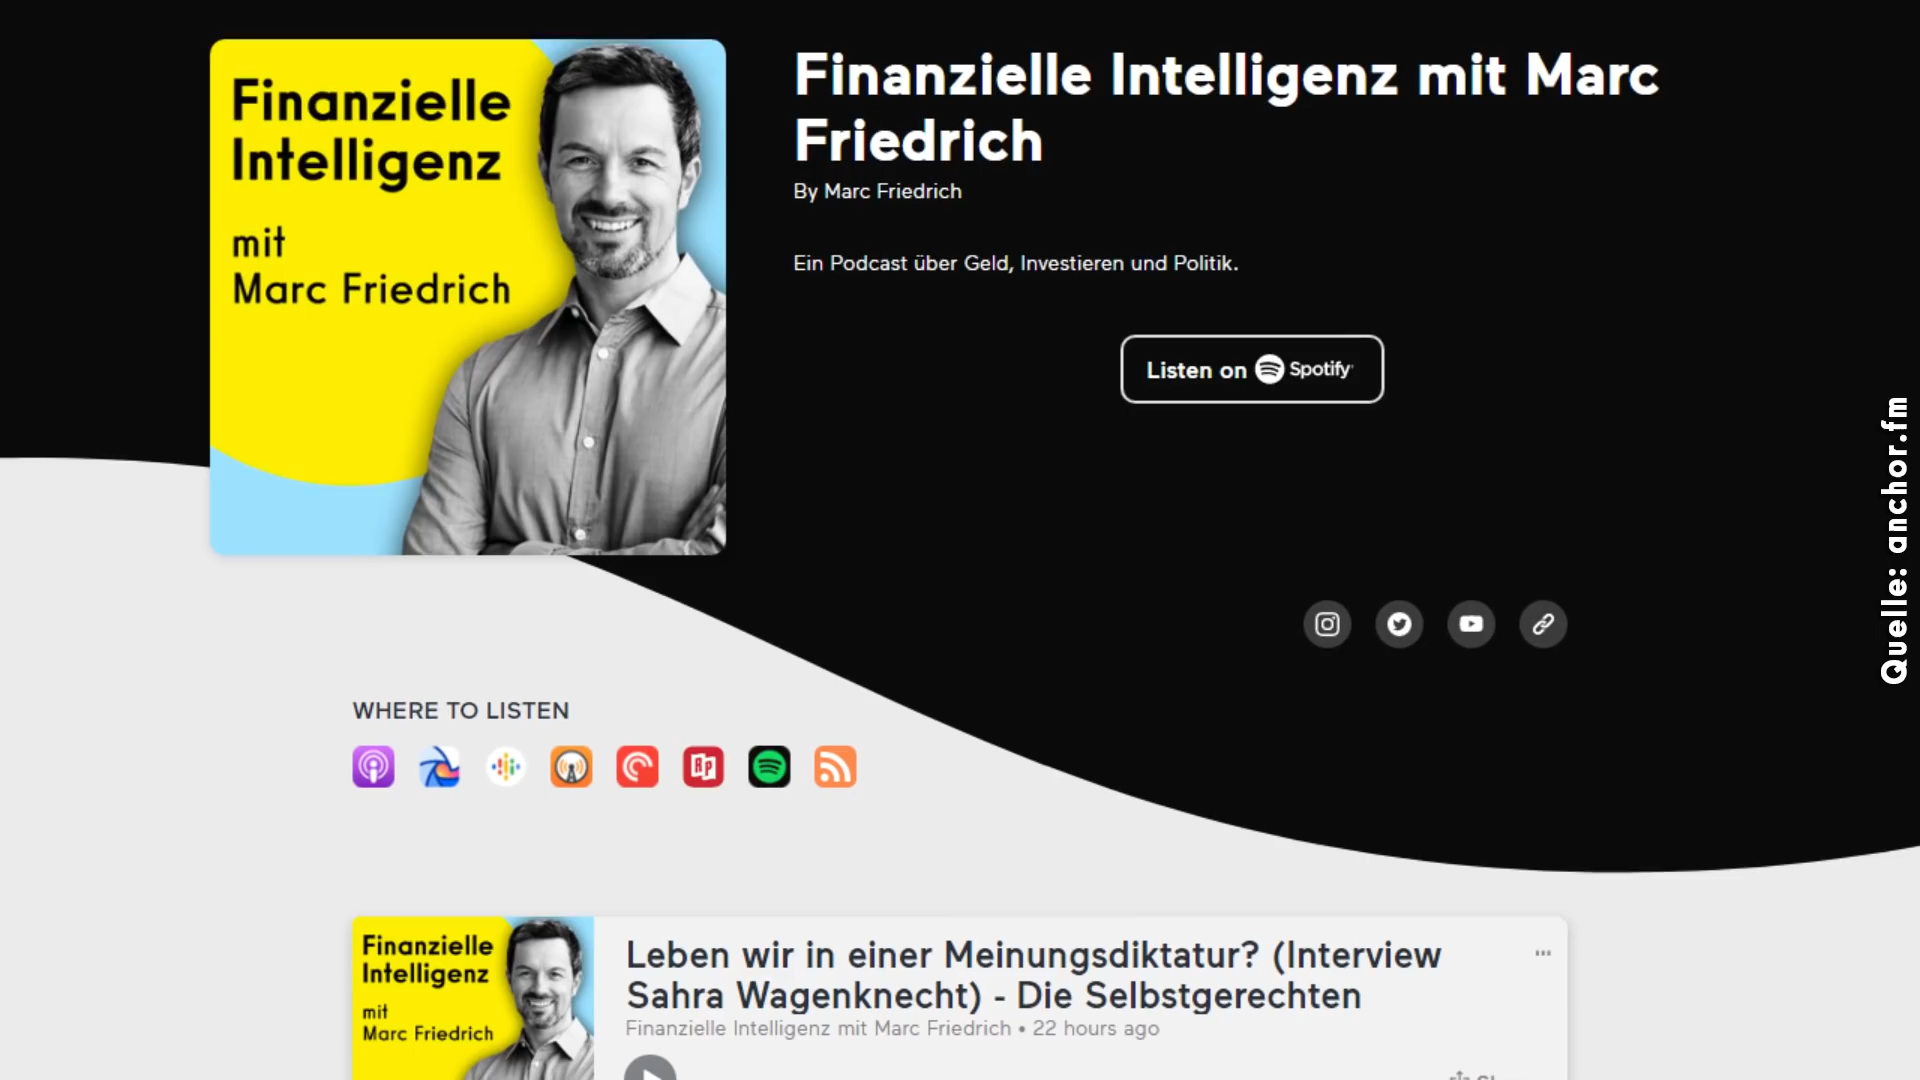 Finanzielle
Intelligenz
mit
Marc Friedrich
Finanzielle Intelligenz mit Marc
Friedrich
By Marc Friedrich
Ein Podcast über Geld, Investieren und Politik.
Listen on Spotify
Quelle: anchor.fm
WHERE TO LISTEN
RP
Finanzielle
Intelligenz
mit
Marc Friedrich
Leben wir in einer Meinungsdiktatur? (Interview
Sahra Wagenknecht) - Die Selbstgerechten
Finanzielle Intelligenz mit Marc Friedrich • 22 hours ago